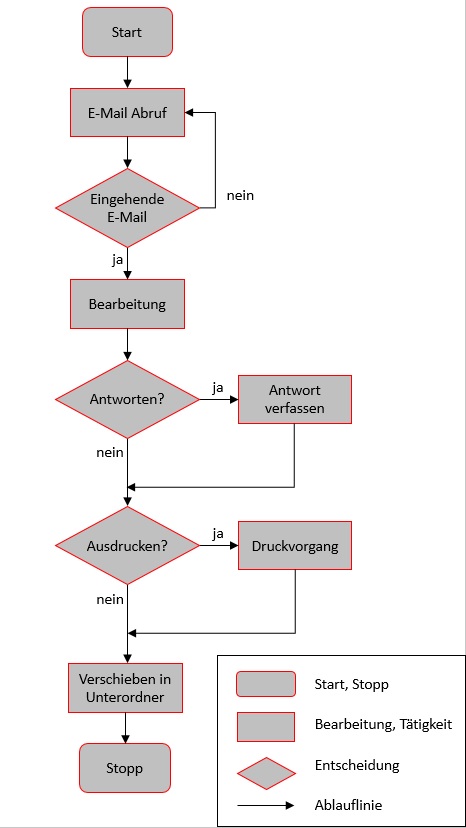 Start
E-Mail Abruf
Eingehende
E-Mail
nein
ja
Bearbeitung
Antworten?
ja
Antwort
verfassen
nein
Ausdrucken?
ja
Druckvorgang
nein
Verschieben in
Unterordner
Stopp
Start, Stopp
Bearbeitung, Tätigkeit
Entscheidung
Ablauflinie